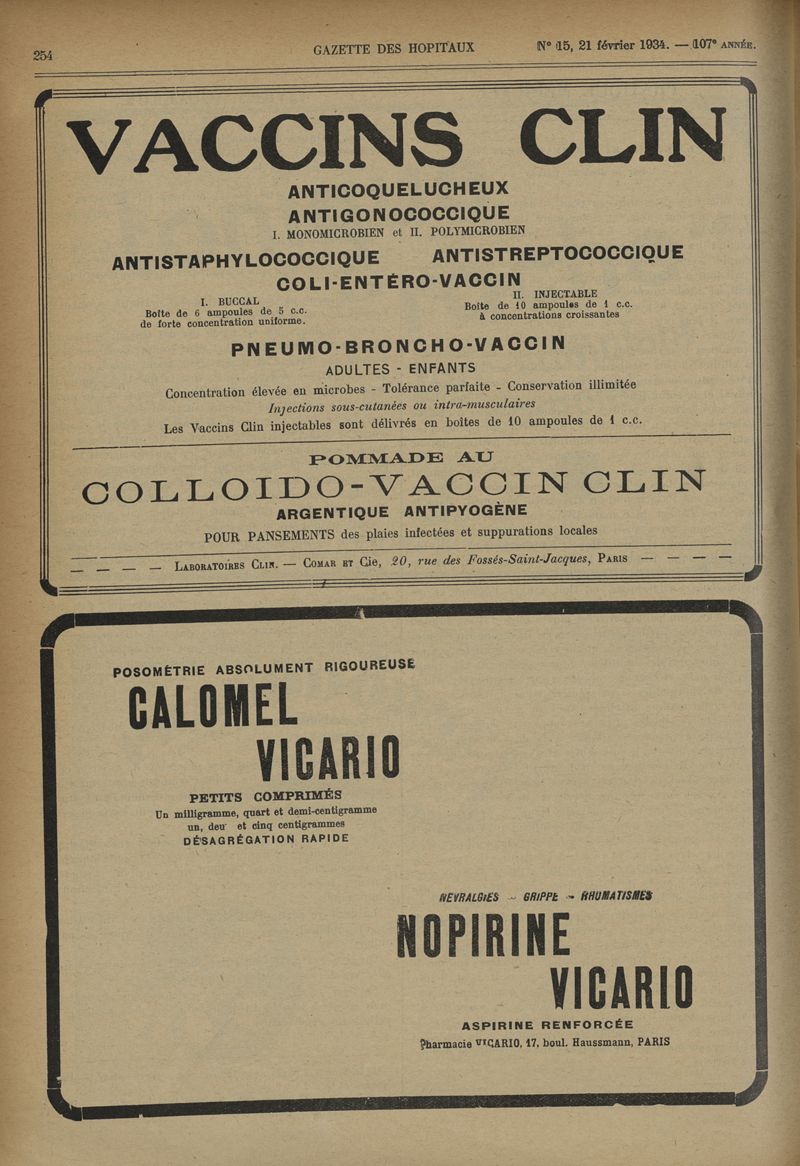 254
GAZETTE DES HOPITAUX
N° 15, 21 février 1934. — 107e ANNÉE.
VACCINS CLIN
ANTICOQUELUCHEUX
ANTIGONOCOCCIQUE
I. MONOMICROBIEN et II. POLYMICROBIEN
ANTISTAPHYLOCOCCIQUE ANTISTREPTOCOCCIQUE
COLI-ENTÉRO-VACCIN
I. BUCCAL
Boîte de 6 ampoules de 5 c.c.
de forte concentration uniforme.
II. INJECTABLE
Boîte de 10 ampoules de 1 c.c.
à concentrations croissantes
PNEUMO-BRONCHO-VACCIN
ADULTES - ENFANTS
Concentration élevée en microbes - Tolérance parfaite - Conservation illimitée
Injections sous-cutanées ou intra-musculaires
Les Vaccins Clin injectables sont délivrés en boîtes de 10 ampoules de 1 c.c.
POMMADE AU
COLLOIDO-VACCIN CLIN
ARGENTIQUE ANTIPYOGÈNE
POUR PANSEMENTS des plaies infectées et suppurations locales
LABORATOIRES CLIN. — COMAR ET Cie, 20, rue des Fossés-Saint-Jacques, PARIS
POSOMÉTRIE ABSOLUMENT RIGOUREUSE
CALOMEL
VICARIO
PETITS COMPRIMÉS
Un milligramme, quart et demi-centigramme
un, deu et cinq centigrammes
DÉSAGRÉGATION RAPIDE
NEVRALGIES - GRIPPE - RHUMATISMES
NOPIRINE
VICARIO
ASPIRINE RENFORCÉE
Pharmacie VICARIO, 17, boul. Haussmann, PARIS